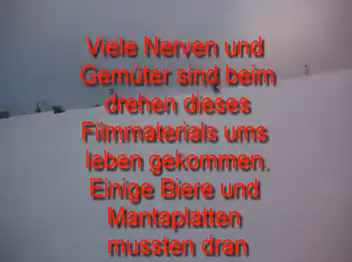 Viele Nerven und
Gemüter sind beim
drehen dieses
Filmmaterials ums
leben gekommen.
Einige Biere und
Mantaplatten
mussten dran